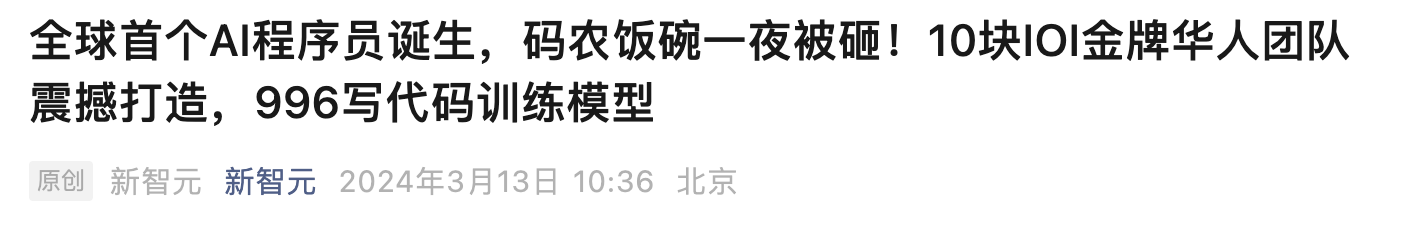 全球首个AI程序员诞生，码农饭碗一夜被砸！10块IOI金牌华人团队
震撼打造，996写代码训练模型
原创 新智元 新智元 2024年3月13日 10:36 北京